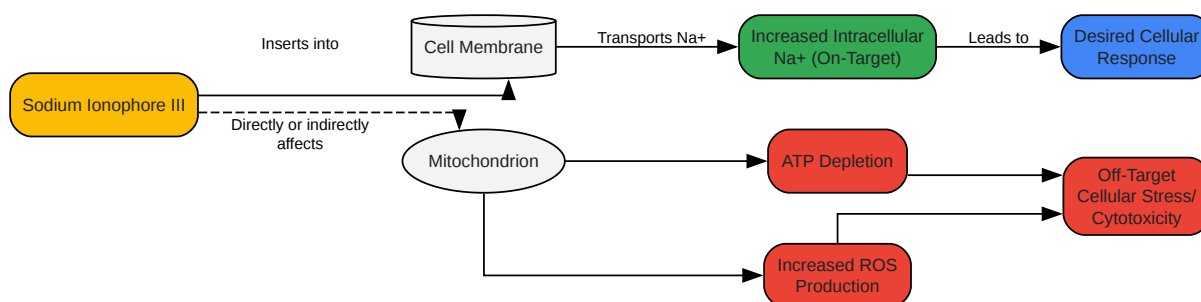 Inserts into
Cell Membrane
Transports Na+
Increased Intracellular
Na+ (On-Target)
Leads to
Desired Cellular
Response
Sodium Ionophore III
Directly or indirectly
affects
Mitochondrion
ATP Depletion
Off-Target
Cellular Stress/
Cytotoxicity
Increased ROS
Production